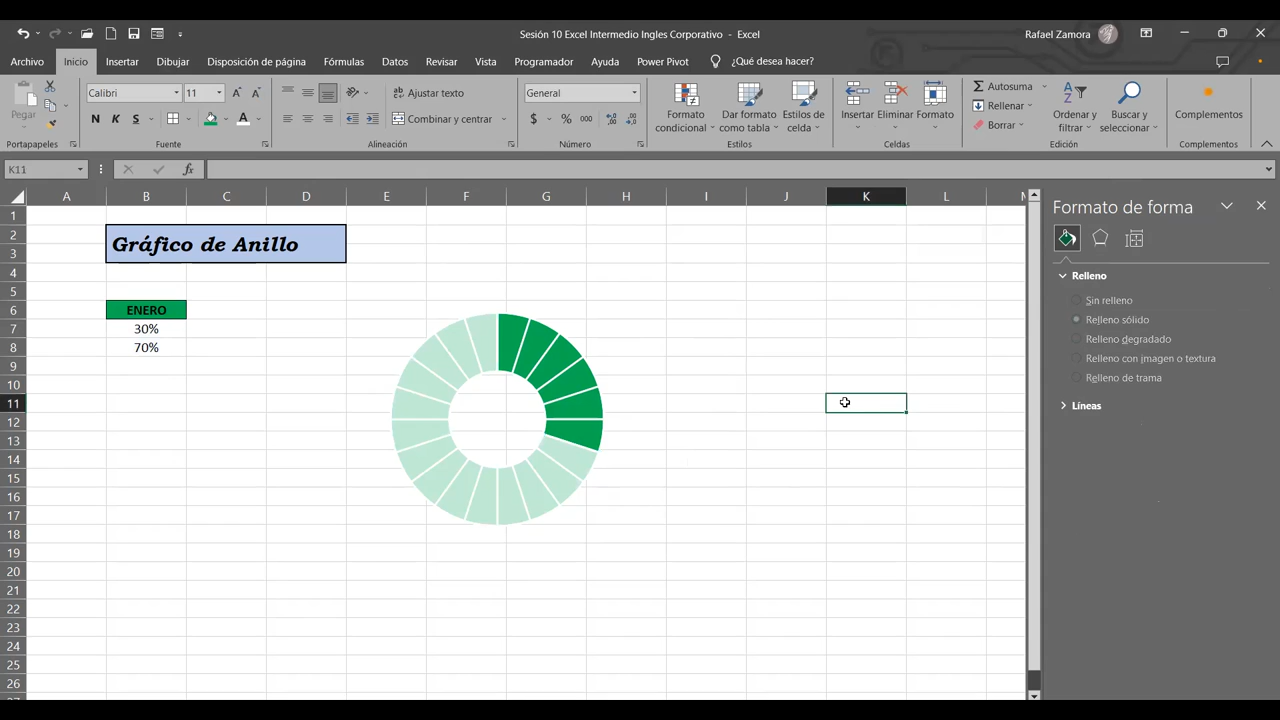 Sesión 10 Excel Intermedio Ingles Corporativo - Excel
Rafael Zamora
Archivo Inicio Insertar Dibujar Disposición de página Fórmulas Datos Revisar Vista Programador Ayuda Power Pivot ¿Qué desea hacer?
Pegar
Calibri 11
N K S
Ajustar texto
Combinar y centrar
General
$ % 000
Formato condicional
Dar formato como tabla
Estilos de celda
Insertar Eliminar Formato
Autosuma
Rellenar
Borrar
Ordenar y filtrar
Buscar y seleccionar
Complementos
Portapapeles Fuente Alineación Número Estilos Celdas Edición Complementos
K11
fx
A B C D E F G H I J K L M
1
2
3
4
5
6
7
8
9
10
11
12
13
14
15
16
17
18
19
20
21
22
23
24
25
Gráfico de Anillo
ENERO
30%
70%
Formato de forma
Relleno
Sin relleno
Relleno sólido
Relleno degradado
Relleno con imagen o textura
Relleno de trama
Líneas